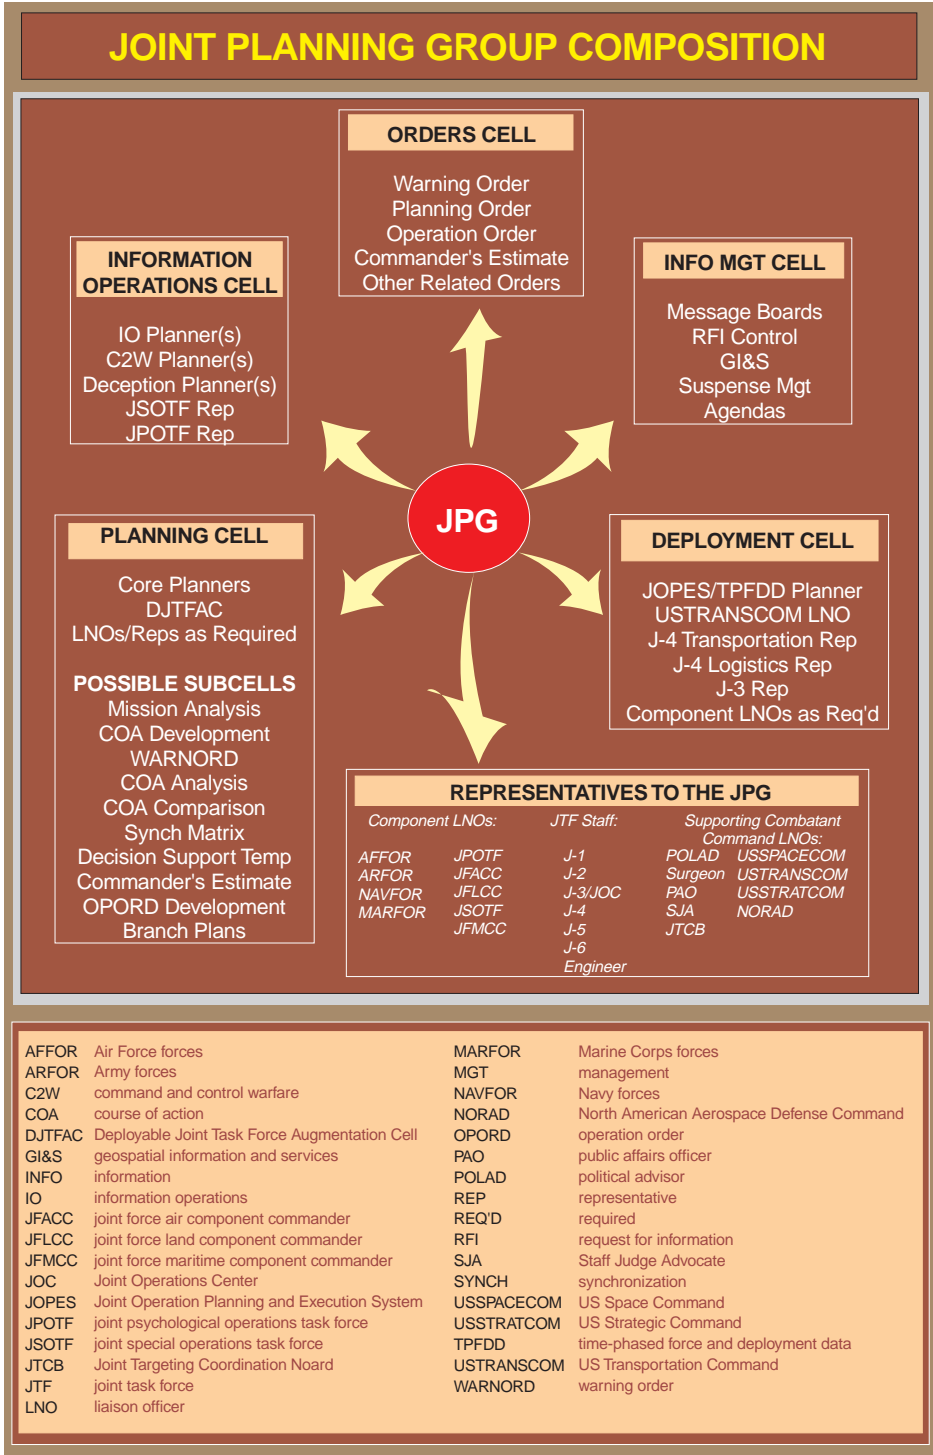 JOINT PLANNING GROUP COMPOSITION
ORDERS CELL
Warning Order
Planning Order
Operation Order
Commander's Estimate
Other Related Orders
INFORMATION
OPERATIONS CELL
IO Planner(s)
C2W Planner(s)
Deception Planner(s)
JSOTF Rep
JPOTF Rep
INFO MGT CELL
Message Boards
RFI Control
GI&S
Suspense Mgt
Agendas
JPG
PLANNING CELL
Core Planners
DJTFAC
LNOs/Reps as Required
POSSIBLE SUBCELLS
Mission Analysis
COA Development
WARNORD
COA Analysis
COA Comparison
Synch Matrix
Decision Support Temp
Commander's Estimate
OPORD Development
Branch Plans
DEPLOYMENT CELL
JOPES/TPFDD Planner
USTRANSCOM LNO
J-4 Transportation Rep
J-4 Logistics Rep
J-3 Rep
Component LNOs as Req'd
REPRESENTATIVES TO THE JPG
Component LNOs:
AFFOR
ARFOR
NAVFOR
MARFOR
JPOTF
JFACC
JFLCC
JSOTF
JFMCC
JTF Staff:
J-1
J-2
J-3/JOC
J-4
J-5
J-6
Engineer
Supporting Combatant
Command LNOs:
POLAD
Surgeon
PAO
SJA
JTCB
USSPACECOM
USTRANSCOM
USSTRATCOM
NORAD
AFFOR Air Force forces
ARFOR Army forces
C2W command and control warfare
COA course of action
DJTFAC Deployable Joint Task Force Augmentation Cell
GI&S geospatial information and services
INFO information
IO information operations
JFACC joint force air component commander
JFLCC joint force land component commander
JFMCC joint force maritime component commander
JOC Joint Operations Center
JOPES Joint Operation Planning and Execution System
JPOTF joint psychological operations task force
JSOTF joint special operations task force
JTCB Joint Targeting Coordination Noard
JTF joint task force
LNO liaison officer
MARFOR Marine Corps forces
MGT management
NAVFOR Navy forces
NORAD North American Aerospace Defense Command
OPORD operation order
PAO public affairs officer
POLAD political advisor
REP representative
REQ'D required
RFI request for information
SJA Staff Judge Advocate
SYNCH synchronization
USSPACECOM US Space Command
USSTRATCOM US Strategic Command
TPFDD time-phased force and deployment data
USTRANSCOM US Transportation Command
WARNORD warning order